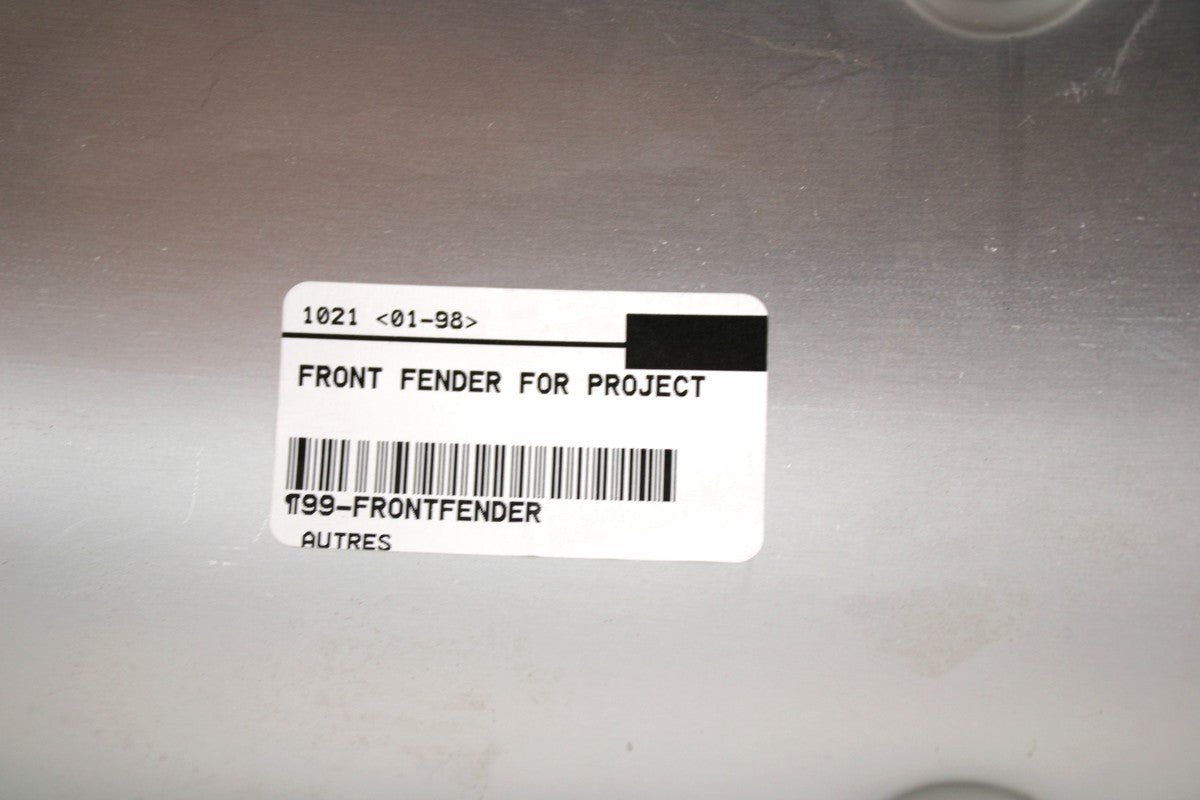 1021 <01-98>
FRONT FENDER FOR PROJECT
¶99-FRONTFENDER
AUTRES